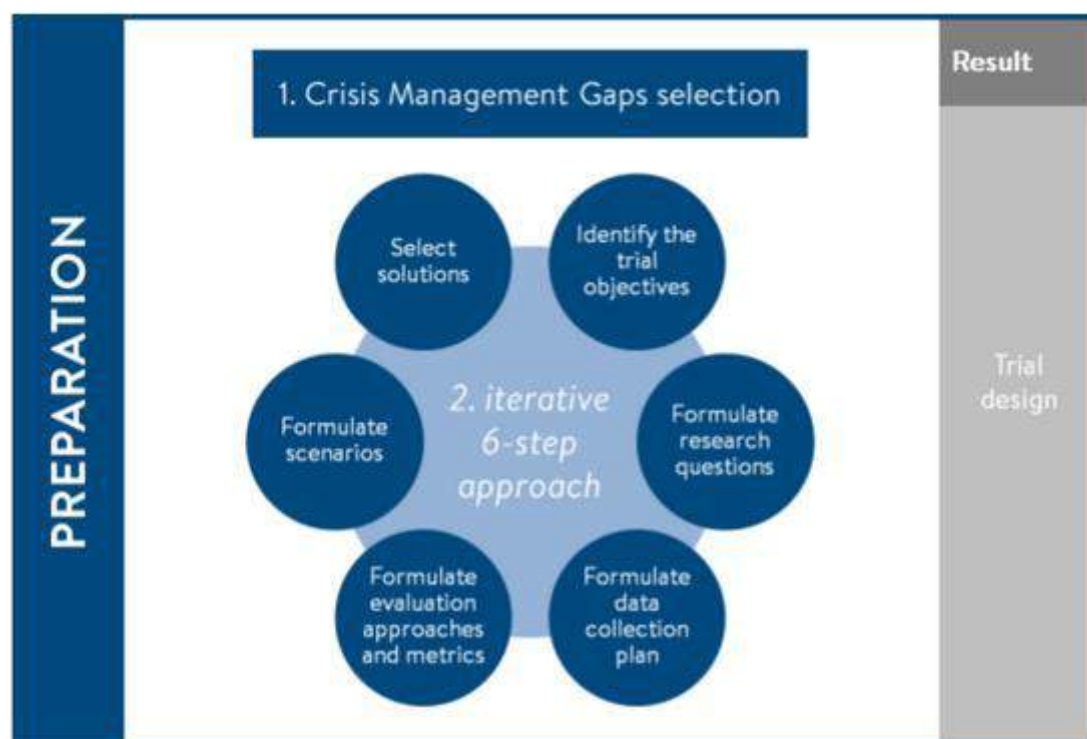 PREPARATION
1. Crisis Management Gaps selection
Select
solutions
Identify the
trial
objectives
Formulate
scenarios
2. iterative
6-step
approach
Formulate
research
questions
Formulate
evaluation
approaches
and metrics
Formulate
data
collection
plan
Result
Trial
design